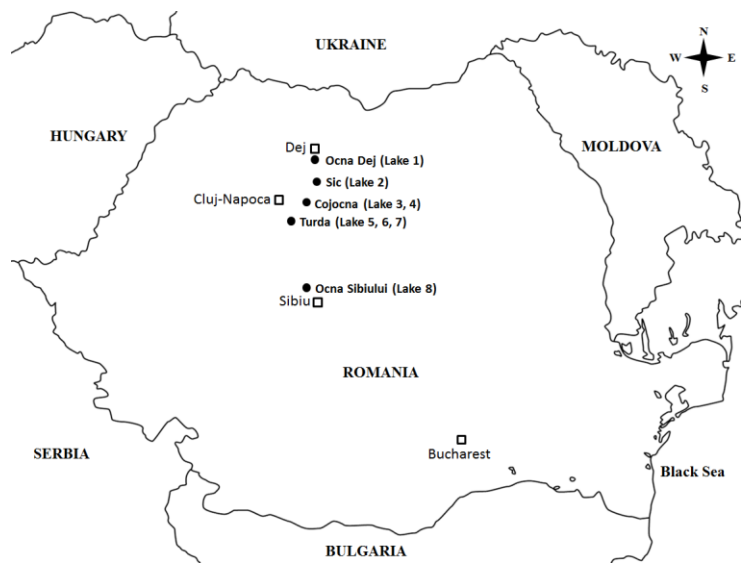 UKRAINE
N
W E
S
HUNGARY
MOLDOVA
Dej
Ocna Dej (Lake 1)
Sic (Lake 2)
Cluj-Napoca
Cojocna (Lake 3, 4)
Turda (Lake 5, 6, 7)
Ocna Sibiului (Lake 8)
Sibiu
ROMANIA
Bucharest
SERBIA
Black Sea
BULGARIA